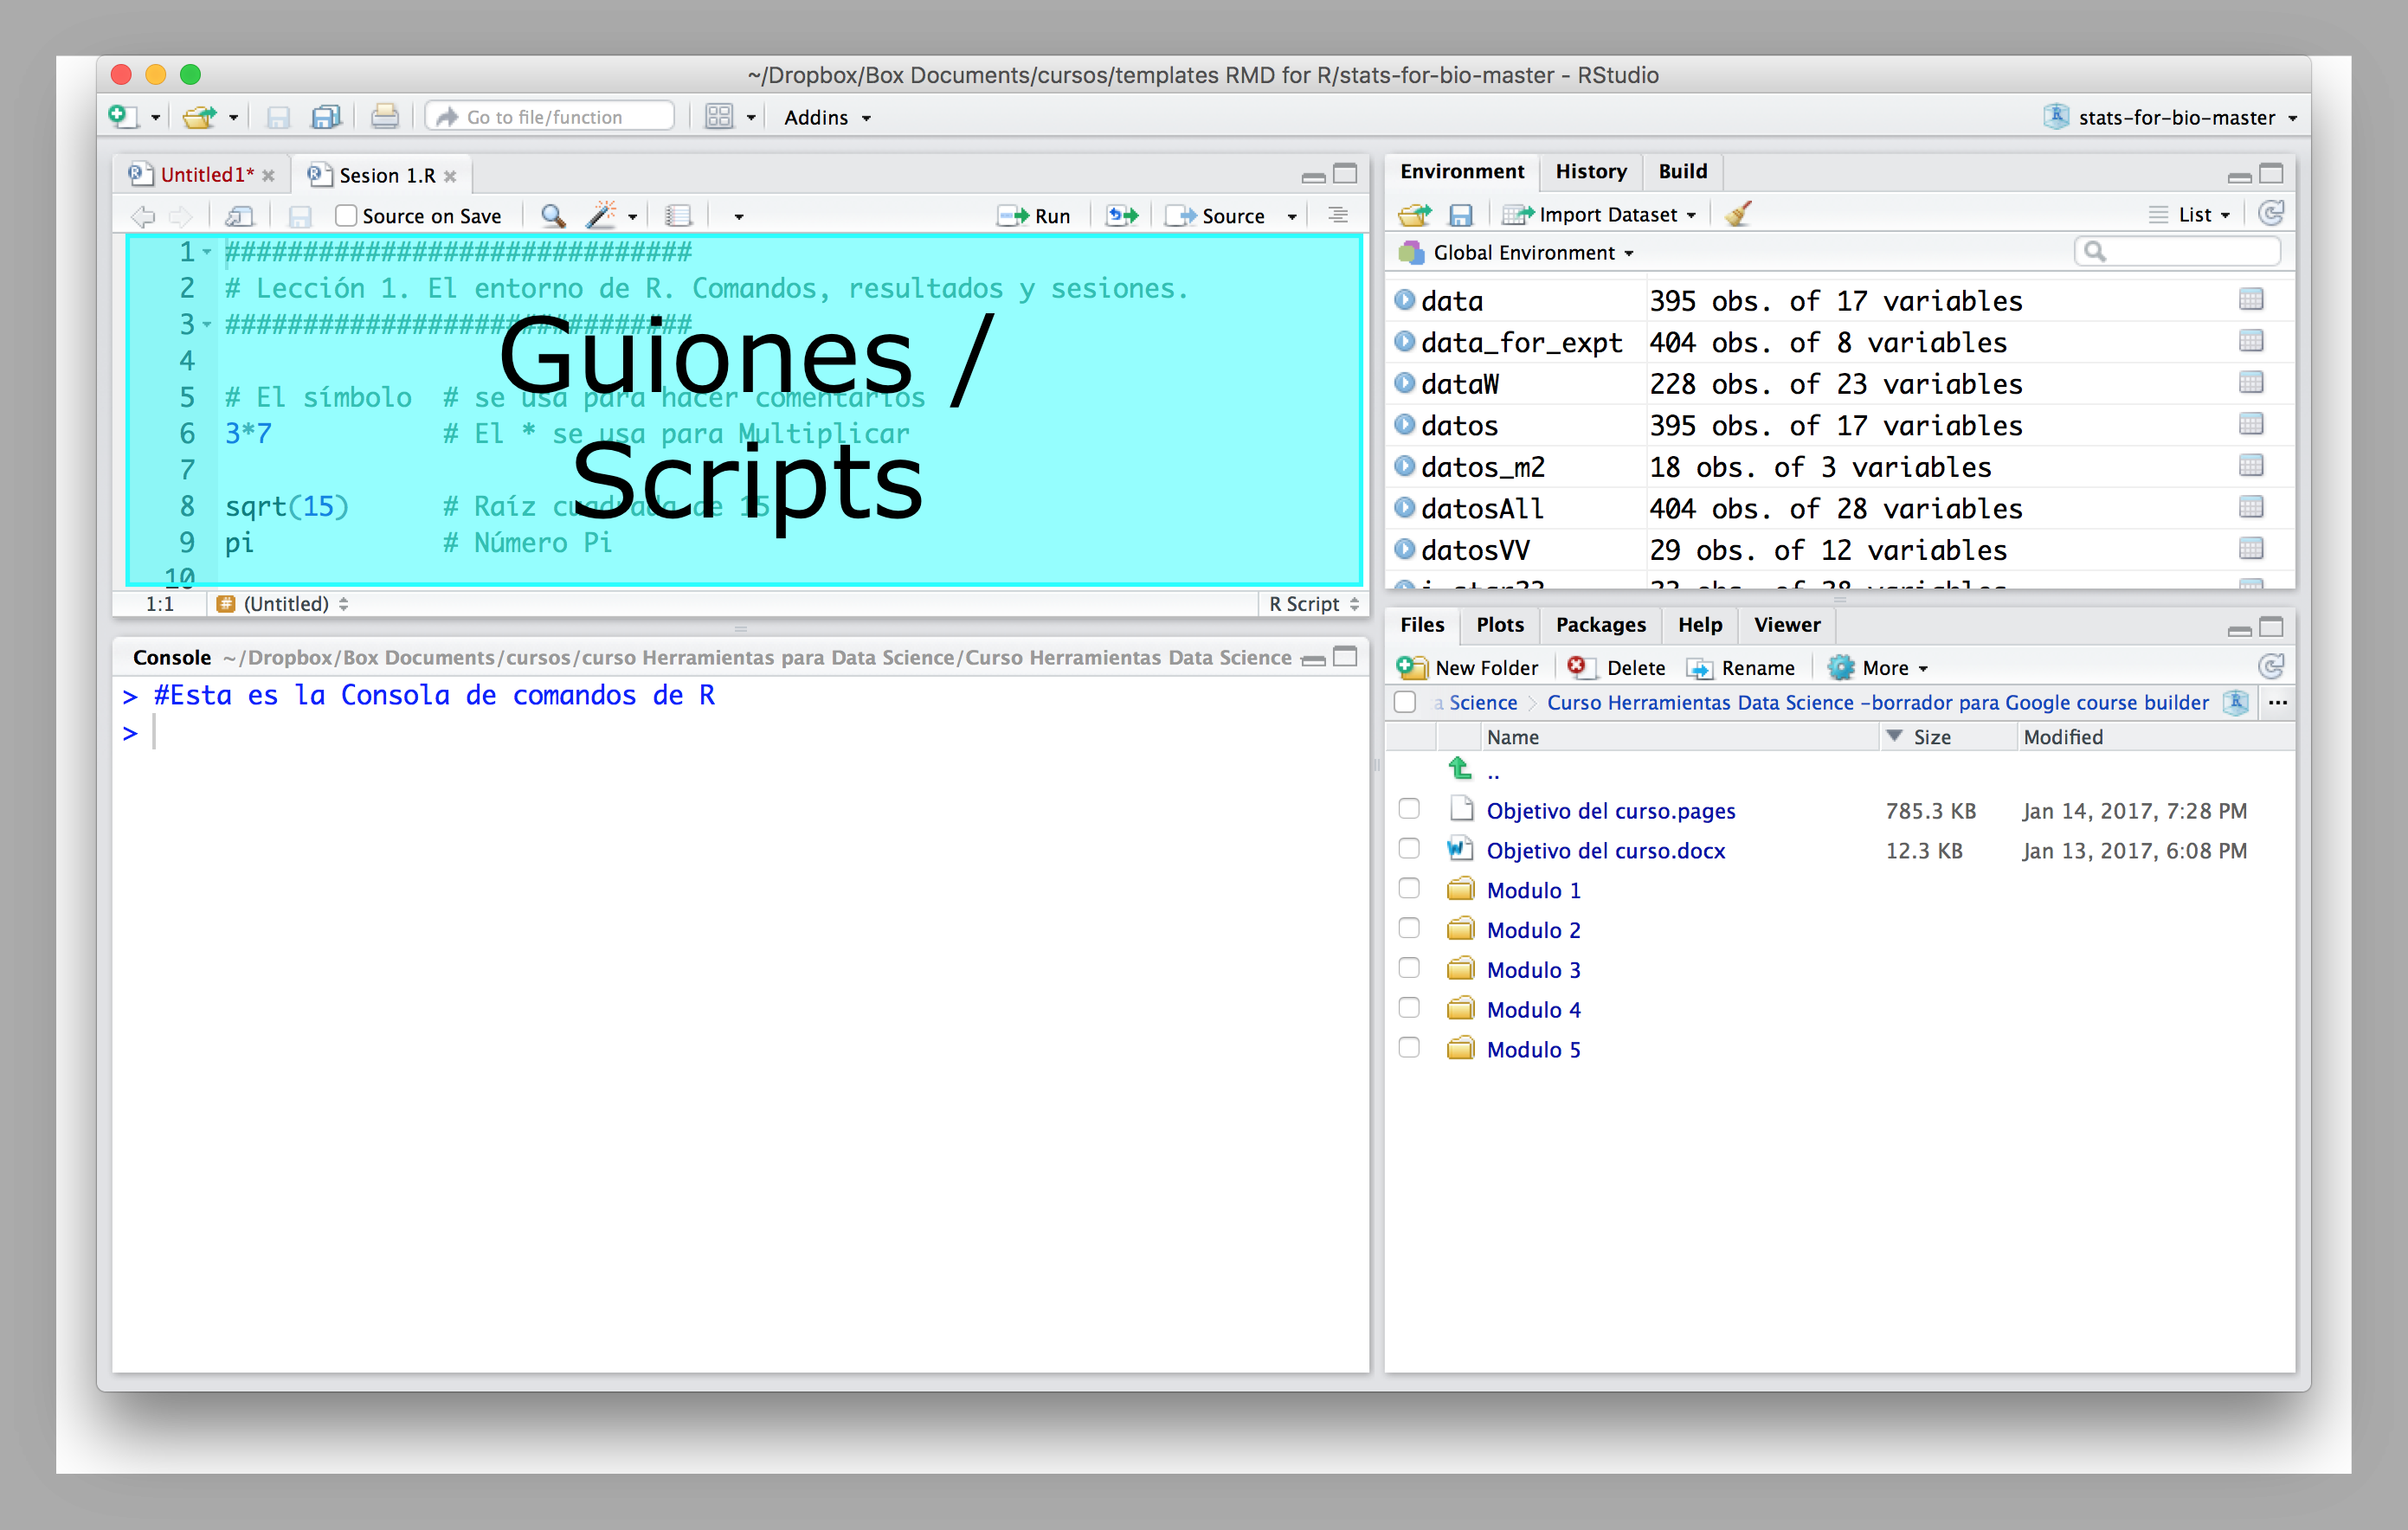 ~/Dropbox/Box Documents/cursos/templates RMD for R/stats-for-bio-master - RStudio
Go to file/function
Addins
stats-for-bio-master
Untitled1*
Sesion 1.R
Source on Save
Run
Source
1 ##############################
2 # Lección 1. El entorno de R. Comandos, resultados y sesiones.
3 ##############################
4
5 # El símbolo # se usa para hacer comentarios
6 3*7 # El * se usa para Multiplicar
7
8 sqrt(15) # Raíz cuadrada de 15
9 pi # Número Pi
10
Guiones /
Scripts
1:1 # (Untitled) R Script
Console ~/Dropbox/Box Documents/cursos/curso Herramientas para Data Science/Curso Herramientas Data Science
> #Esta es la Consola de comandos de R
>
Environment History Build
Import Dataset List
Global Environment
data 395 obs. of 17 variables
data_for_expt 404 obs. of 8 variables
dataW 228 obs. of 23 variables
datos 395 obs. of 17 variables
datos_m2 18 obs. of 3 variables
datosAll 404 obs. of 28 variables
datosVV 29 obs. of 12 variables
Files Plots Packages Help Viewer
New Folder Delete Rename More
a Science Curso Herramientas Data Science –borrador para Google course builder ...
Name Size Modified
..
Objetivo del curso.pages 785.3 KB Jan 14, 2017, 7:28 PM
Objetivo del curso.docx 12.3 KB Jan 13, 2017, 6:08 PM
Modulo 1
Modulo 2
Modulo 3
Modulo 4
Modulo 5